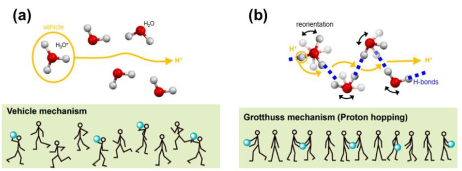 (a)
vehicle
H₂O
H₃O⁺
H⁺
Vehicle mechanism
(b)
reorientation
H⁺
H⁺
H-bonds
Grotthuss mechanism (Proton hopping)